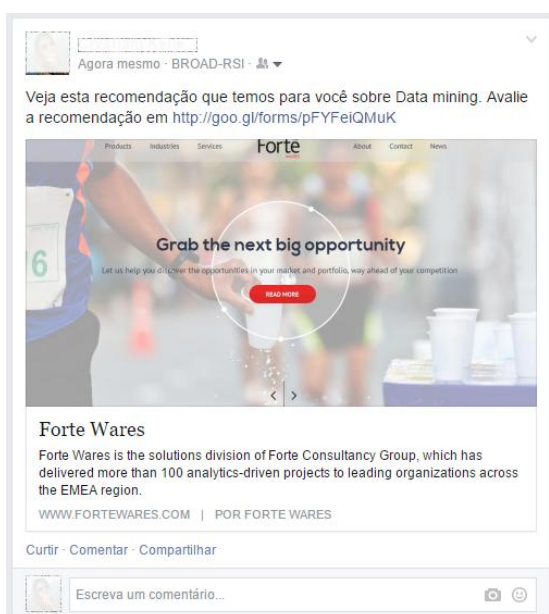 Agora mesmo · BROAD-RSI ·
Veja esta recomendação que temos para você sobre Data mining. Avalie
a recomendação em http://goo.gl/forms/pFYFeiQMuK
Products Industries Services Forte About Contact News
wares
Grab the next big opportunity
6
Let us help you discover the opportunities in your market and portfolio, way ahead of your competition
READ MORE
Forte Wares
Forte Wares is the solutions division of Forte Consultancy Group, which has
delivered more than 100 analytics-driven projects to leading organizations across
the EMEA region.
WWW.FORTEWARES.COM | POR FORTE WARES
Curtir · Comentar · Compartilhar
Escreva um comentário...